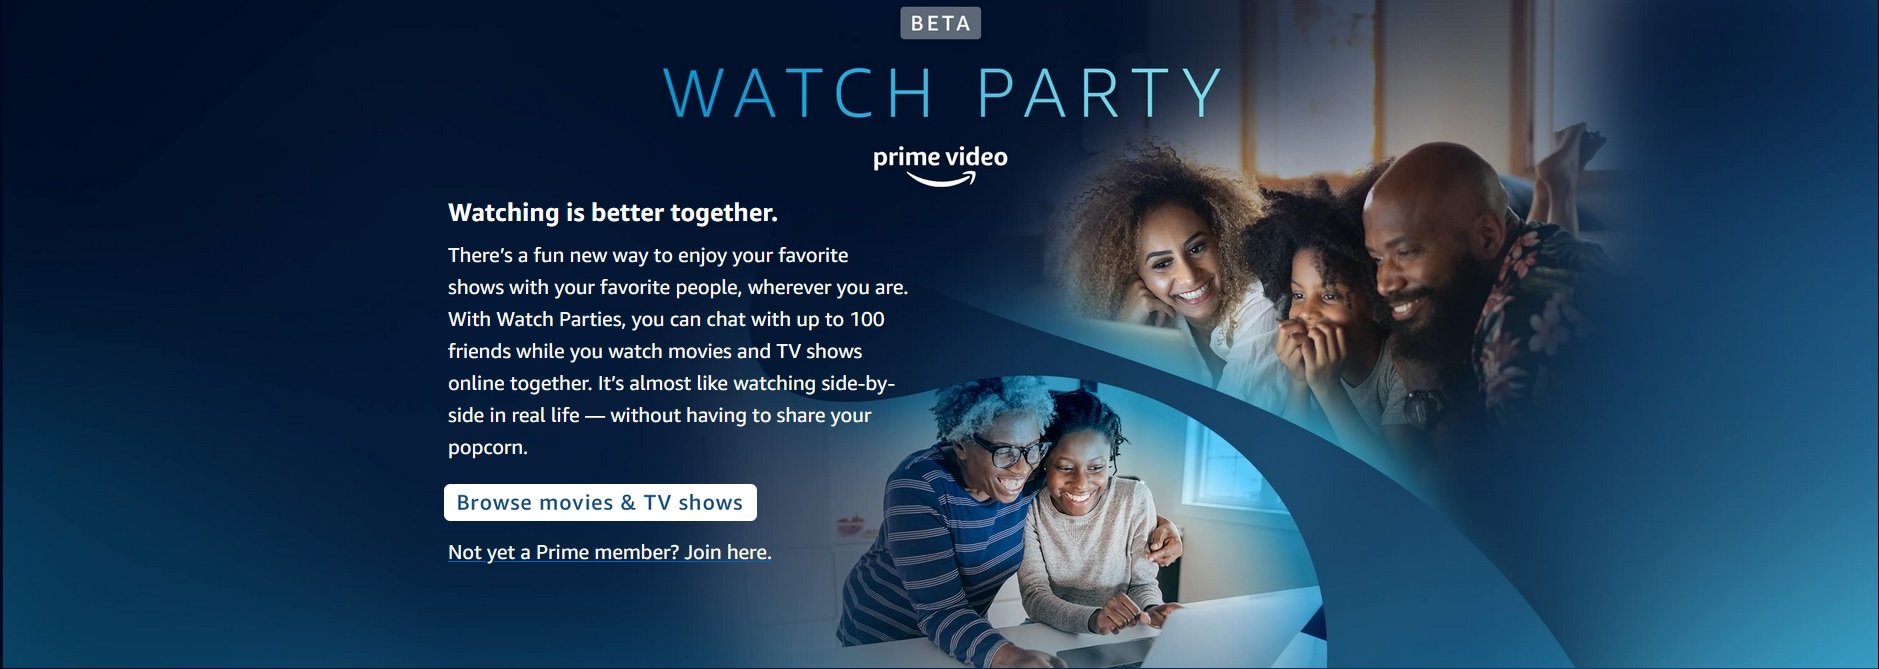 BETA
WATCH PARTY
prime video
Watching is better together.
There’s a fun new way to enjoy your favorite
shows with your favorite people, wherever you are.
With Watch Parties, you can chat with up to 100
friends while you watch movies and TV shows
online together. It’s almost like watching side-by-
side in real life — without having to share your
popcorn.
Browse movies & TV shows
Not yet a Prime member? Join here.